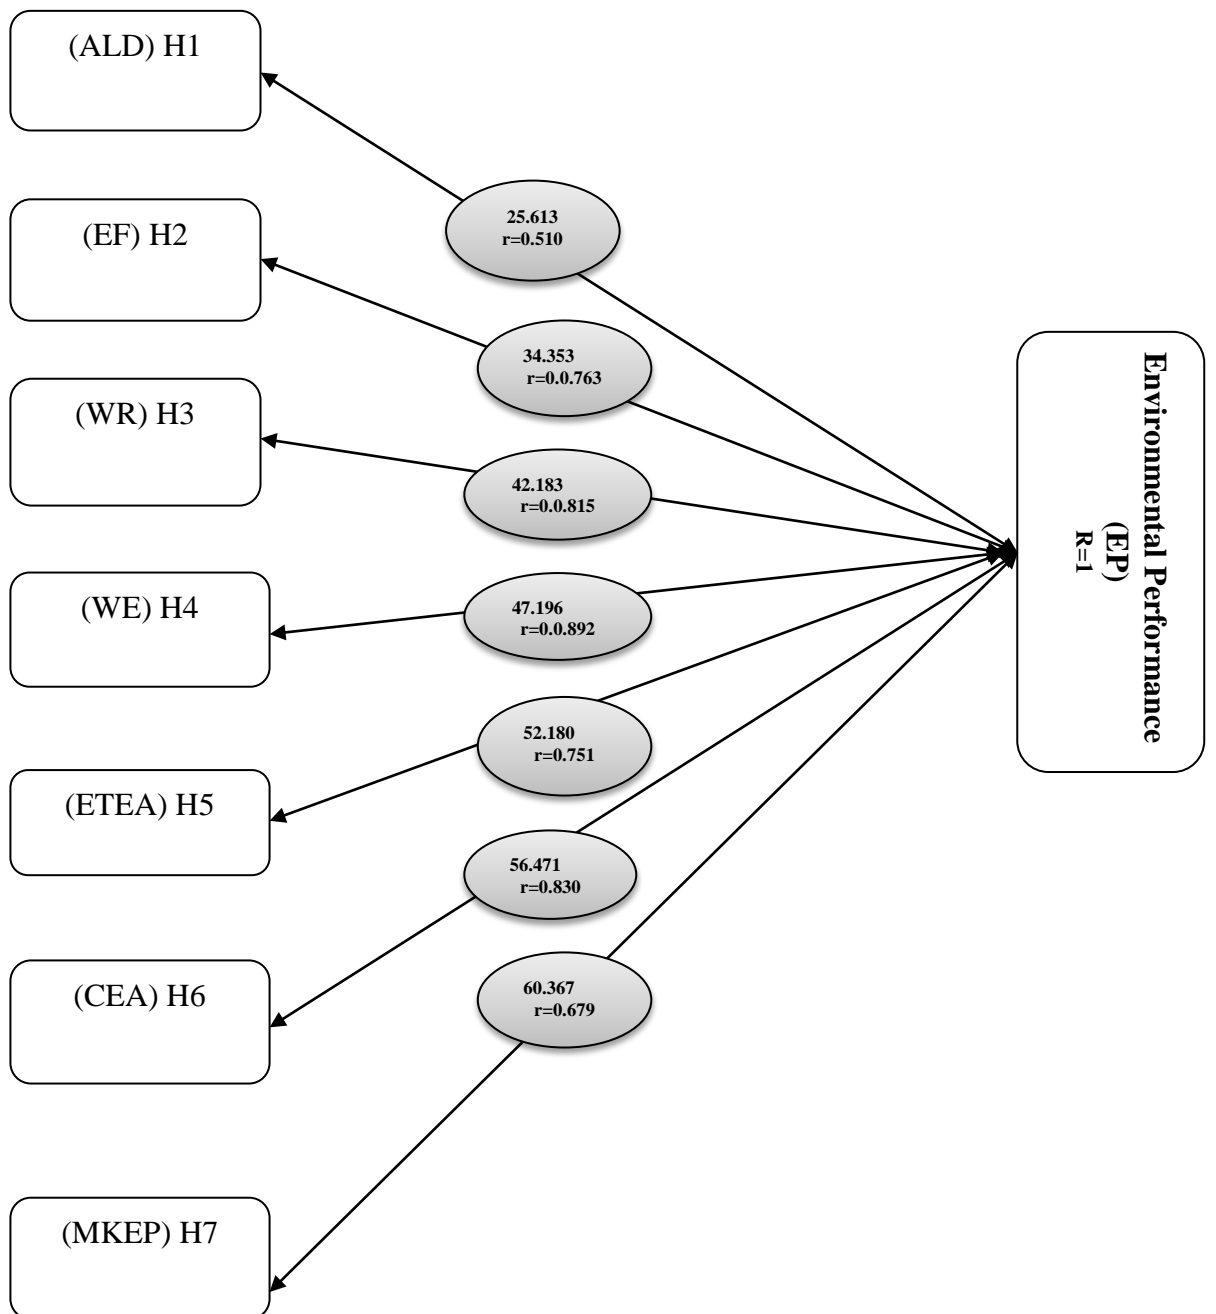 (ALD) H1
25.613
r=0.510
(EF) H2
34.353
r=0.0.763
(WR) H3
42.183
r=0.0.815
(WE) H4
47.196
r=0.0.892
(ETEA) H5
52.180
r=0.751
(CEA) H6
56.471
r=0.830
(MKEP) H7
60.367
r=0.679
Environmental Performance
(EP)
R=1